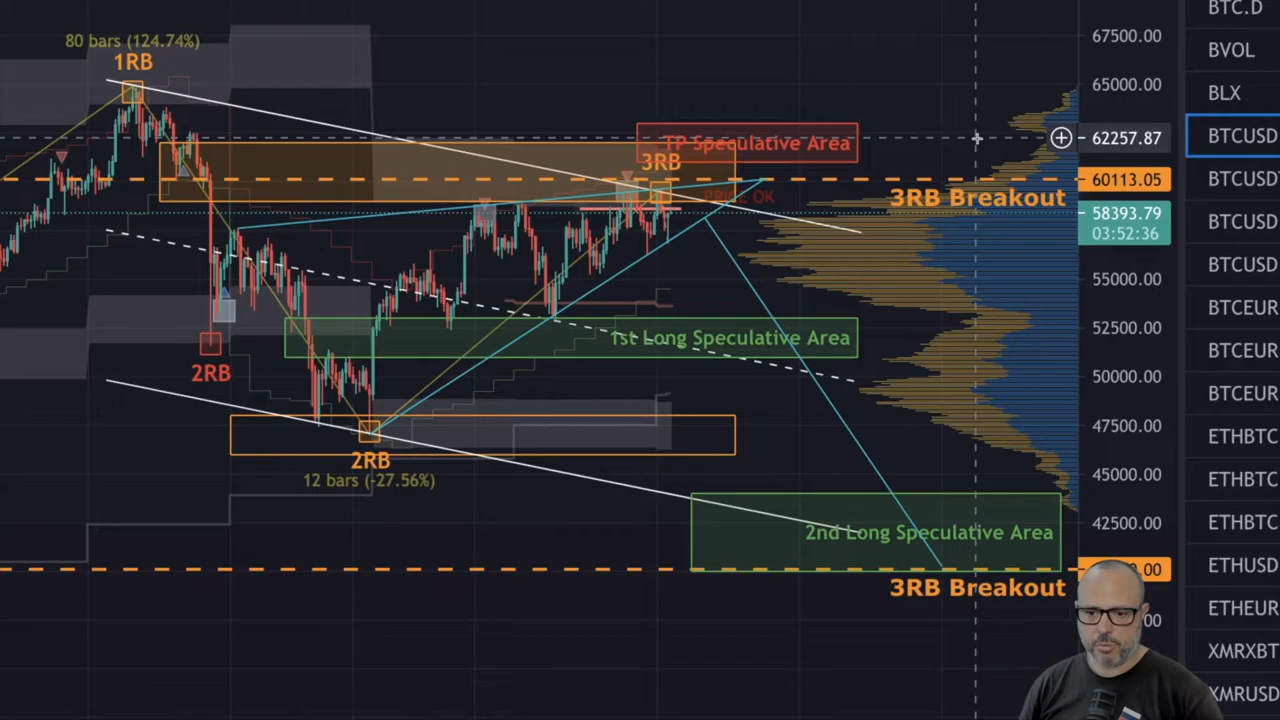 80 bars (124.74%)
1RB
TP Speculative Area
3RB
PRICE OK
3RB Breakout
1st Long Speculative Area
2RB
2RB
12 bars (-27.56%)
2nd Long Speculative Area
3RB Breakout
67500.00
65000.00
62257.87
60113.05
58393.79
03:52:36
55000.00
52500.00
50000.00
47500.00
45000.00
42500.00
BTC.D
BVOL
BLX
BTCUSD
BTCUSD
BTCUSD
BTCUSD
BTCEUR
BTCEUR
BTCEUR
ETHBTC
ETHBTC
ETHBTC
ETHUSD
ETHEUR
XMRXBT
XMRUSD